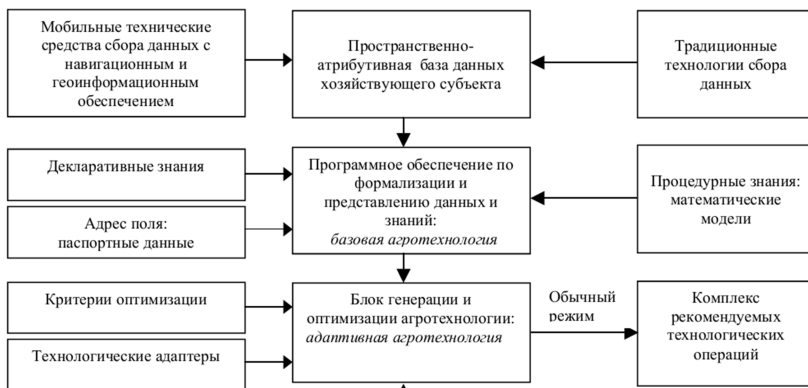 Мобильные технические
средства сбора данных с
навигационным и
геоинформационным
обеспечением
Пространственно-
атрибутивная база данных
хозяйствующего субъекта
Традиционные
технологии сбора
данных
Декларативные знания
Адрес поля:
паспортные данные
Программное обеспечение по
формализации и
представлению данных и
знаний:
базовая агротехнология
Процедурные знания:
математические
модели
Критерии оптимизации
Технологические адаптеры
Блок генерации и
оптимизации агротехнологии:
адаптивная агротехнология
Обычный
режим
Комплекс
рекомендуемых
технологических
операций